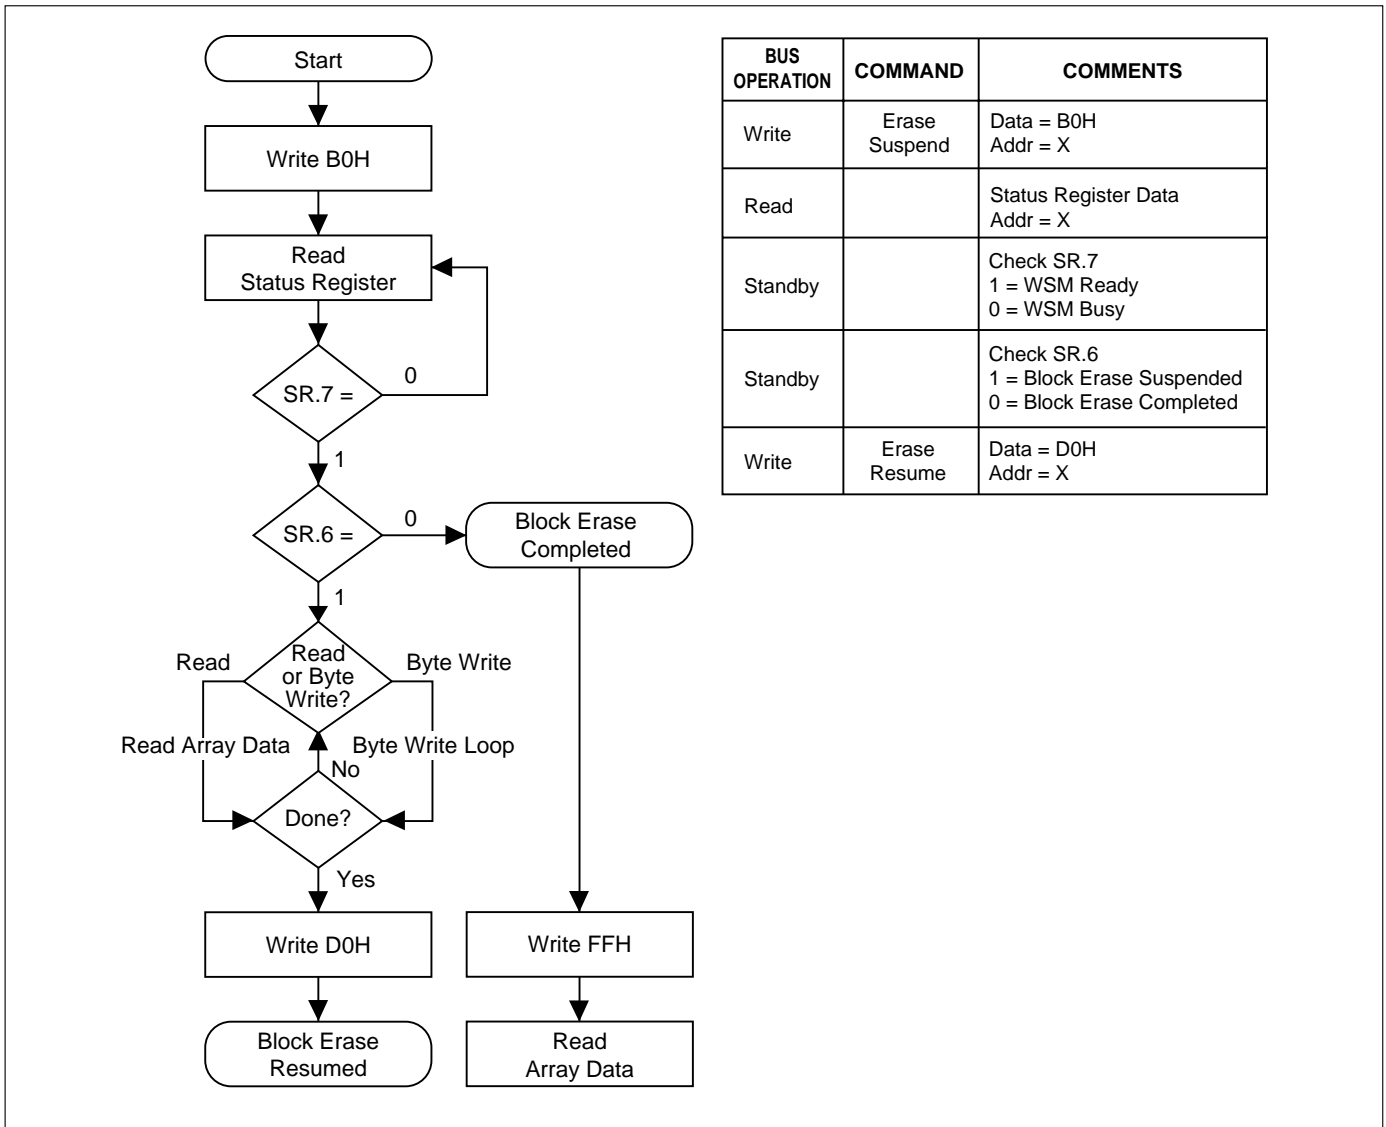 Start
Write B0H
Read
Status Register
SR.7 =
0
1
SR.6 =
0
Block Erase
Completed
1
Read
Read
or Byte
Write?
Byte Write
Read Array Data
Byte Write Loop
No
Done?
Yes
Write D0H
Write FFH
Block Erase
Resumed
Read
Array Data
BUS
OPERATION
COMMAND
COMMENTS
Write
Erase
Suspend
Data = B0H
Addr = X
Read
Status Register Data
Addr = X
Standby
Check SR.7
1 = WSM Ready
0 = WSM Busy
Standby
Check SR.6
1 = Block Erase Suspended
0 = Block Erase Completed
Write
Erase
Resume
Data = D0H
Addr = X